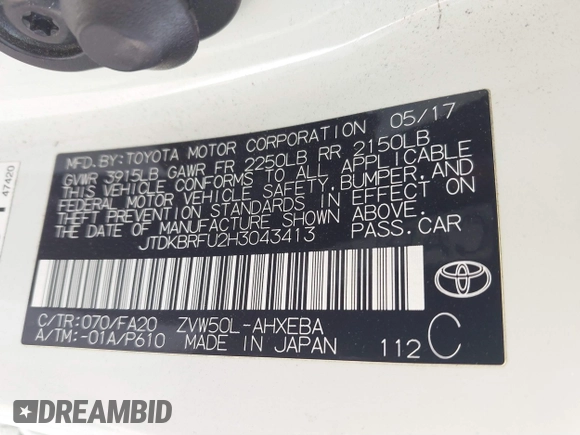 47420
MFD. BY: TOYOTA MOTOR CORPORATION 05/17
GVWR 3915LB GAWR FR 2250LB RR 2150LB
THIS VEHICLE CONFORMS TO ALL APPLICABLE
FEDERAL MOTOR VEHICLE SAFETY, BUMPER, AND
THEFT PREVENTION STANDARDS IN EFFECT ON
THE DATE OF MANUFACTURE SHOWN ABOVE.
JTDKBRFU2H3043413 PASS. CAR
TOYOTA
C/TR: 070/FA20 ZVW50L-AHXEBA
A/TM: -01A/P610 MADE IN JAPAN 112 C
DREAMBID